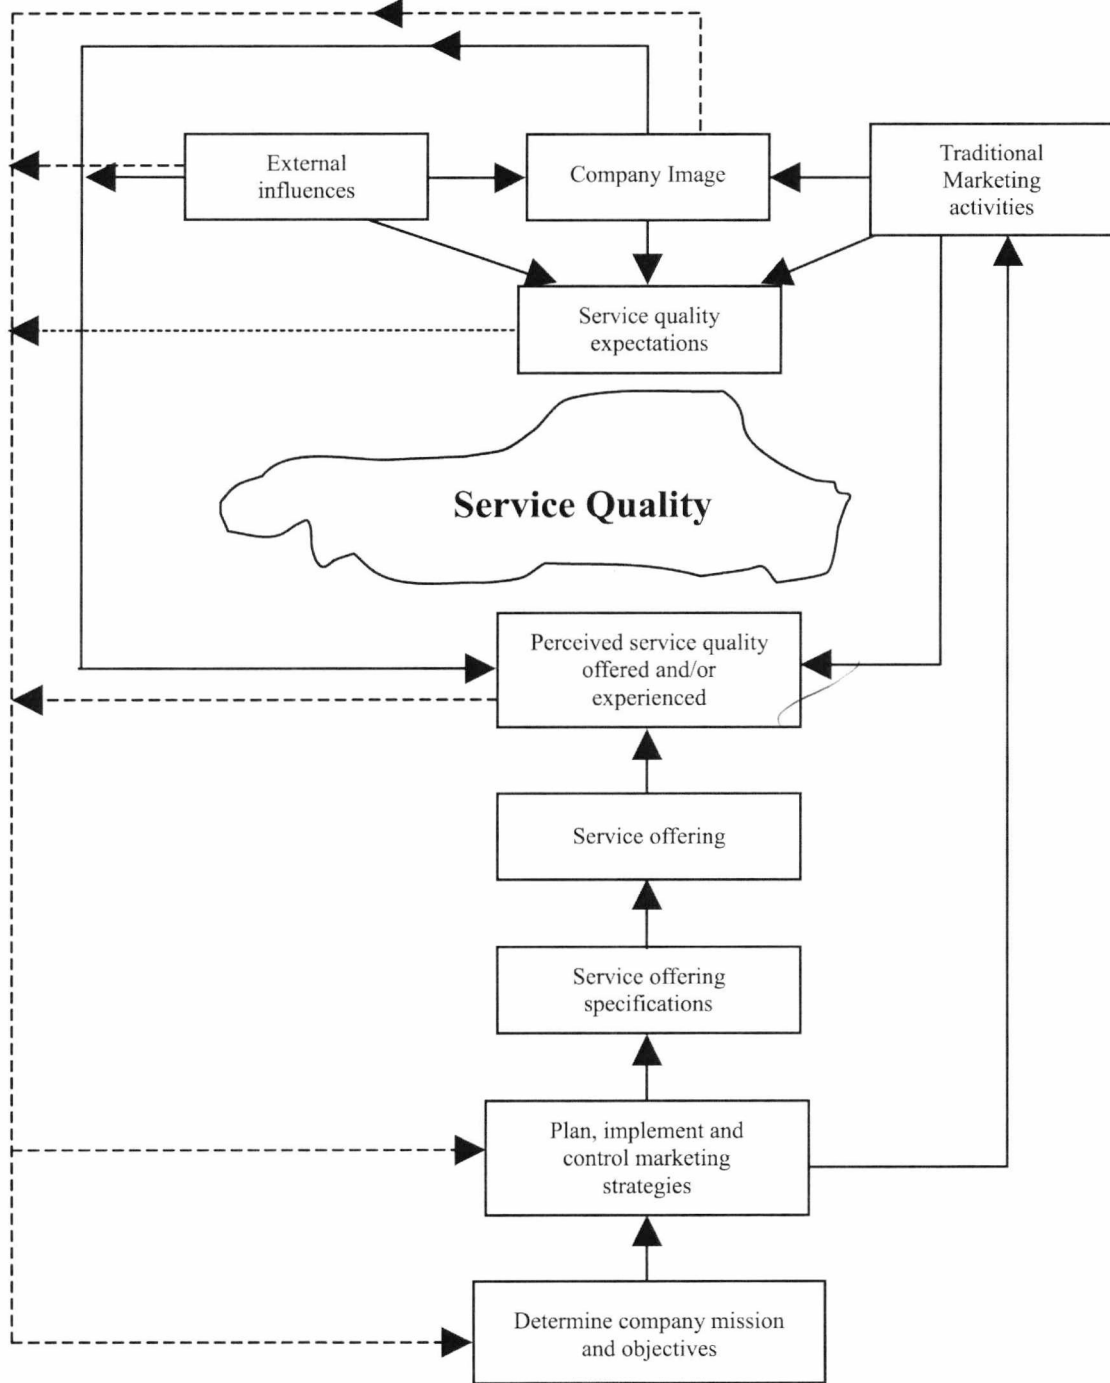 External
influences
Company Image
Traditional
Marketing
activities
Service quality
expectations
Service Quality
Perceived service quality
offered and/or
experienced
Service offering
Service offering
specifications
Plan, implement and
control marketing
strategies
Determine company mission
and objectives